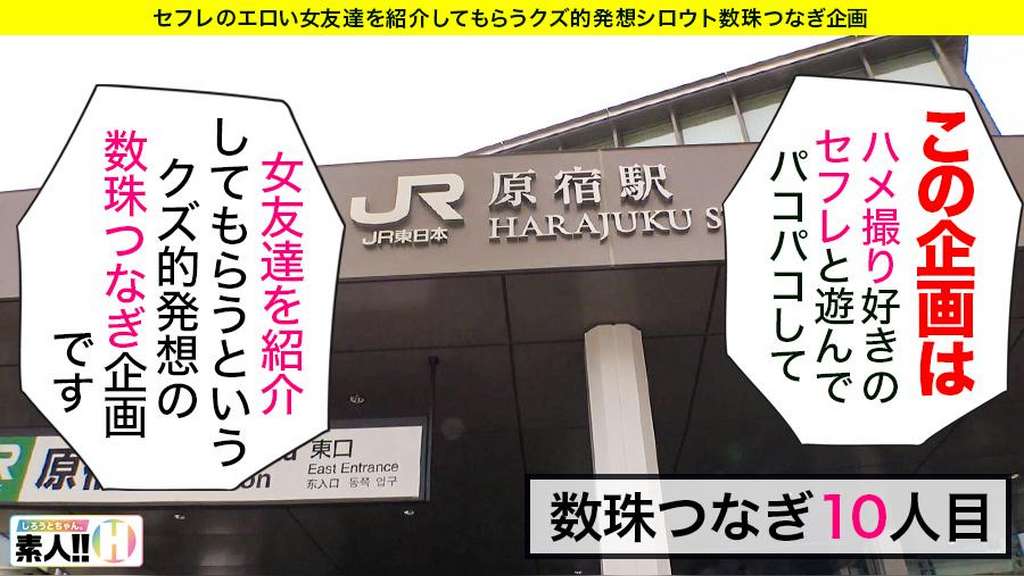 セフレのエロい女友達を紹介してもらうクズ的発想シロウト数珠つなぎ企画
この企画は
ハメ撮り好きの
セフレと遊んで
パコパコして
女友達を紹介
してもらうという
クズ的発想の
数珠つなぎ企画
です
JR
JR東日本
原宿駅
HARAJUKU S
R
原
on
東口
East Entrance
东入口 동쪽 입구
数珠つなぎ10人目
しろうとちゃん。
素人!!H